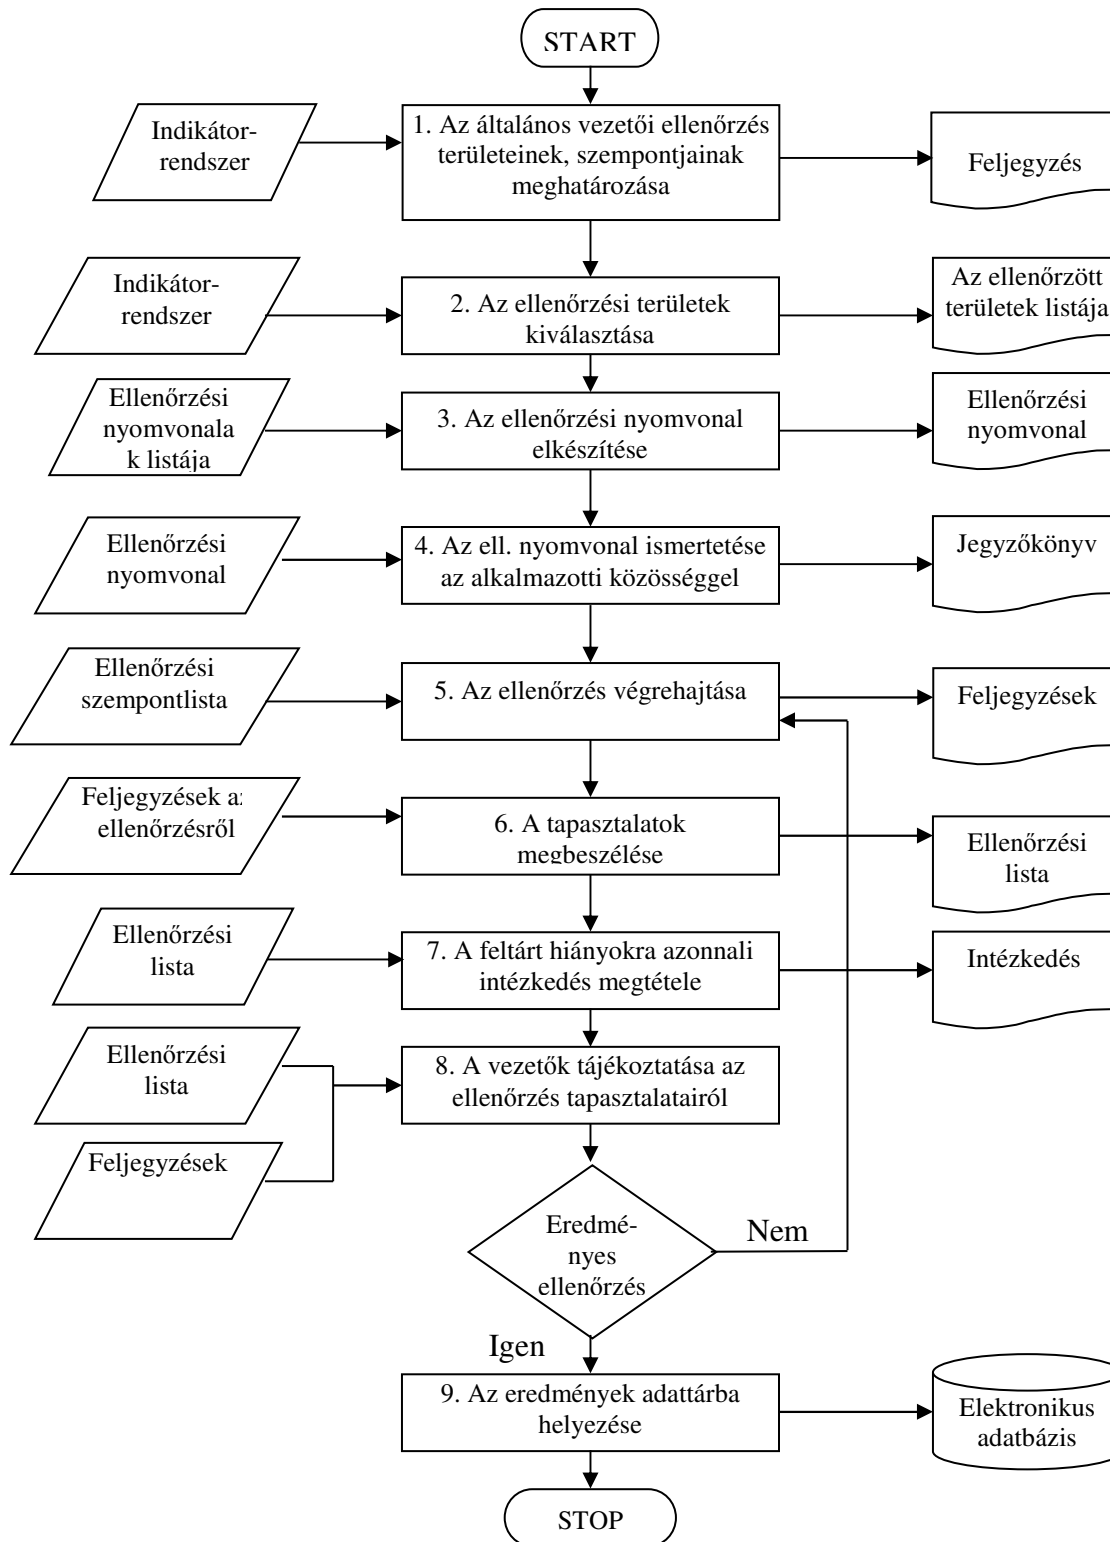 START
Indikátor-
rendszer
1. Az általános vezetői ellenőrzés
területeinek, szempontjainak
meghatározása
Feljegyzés
Indikátor-
rendszer
2. Az ellenőrzési területek
kiválasztása
Az ellenőrzött
területek listája
Ellenőrzési
nyomvonala
k listája
3. Az ellenőrzési nyomvonal
elkészítése
Ellenőrzési
nyomvonal
Ellenőrzési
nyomvonal
4. Az ell. nyomvonal ismertetése
az alkalmazotti közösséggel
Jegyzőkönyv
Ellenőrzési
szempontlista
5. Az ellenőrzés végrehajtása
Feljegyzések
Feljegyzések az
ellenőrzésről
6. A tapasztalatok
megbeszélése
Ellenőrzési
lista
Ellenőrzési
lista
7. A feltárt hiányokra azonnali
intézkedés megtétele
Intézkedés
Ellenőrzési
lista
8. A vezetők tájékoztatása az
ellenőrzés tapasztalatairól
Feljegyzések
Eredmé-
nyes
ellenőrzés
Nem
Igen
9. Az eredmények adattárba
helyezése
Elektronikus
adatbázis
STOP